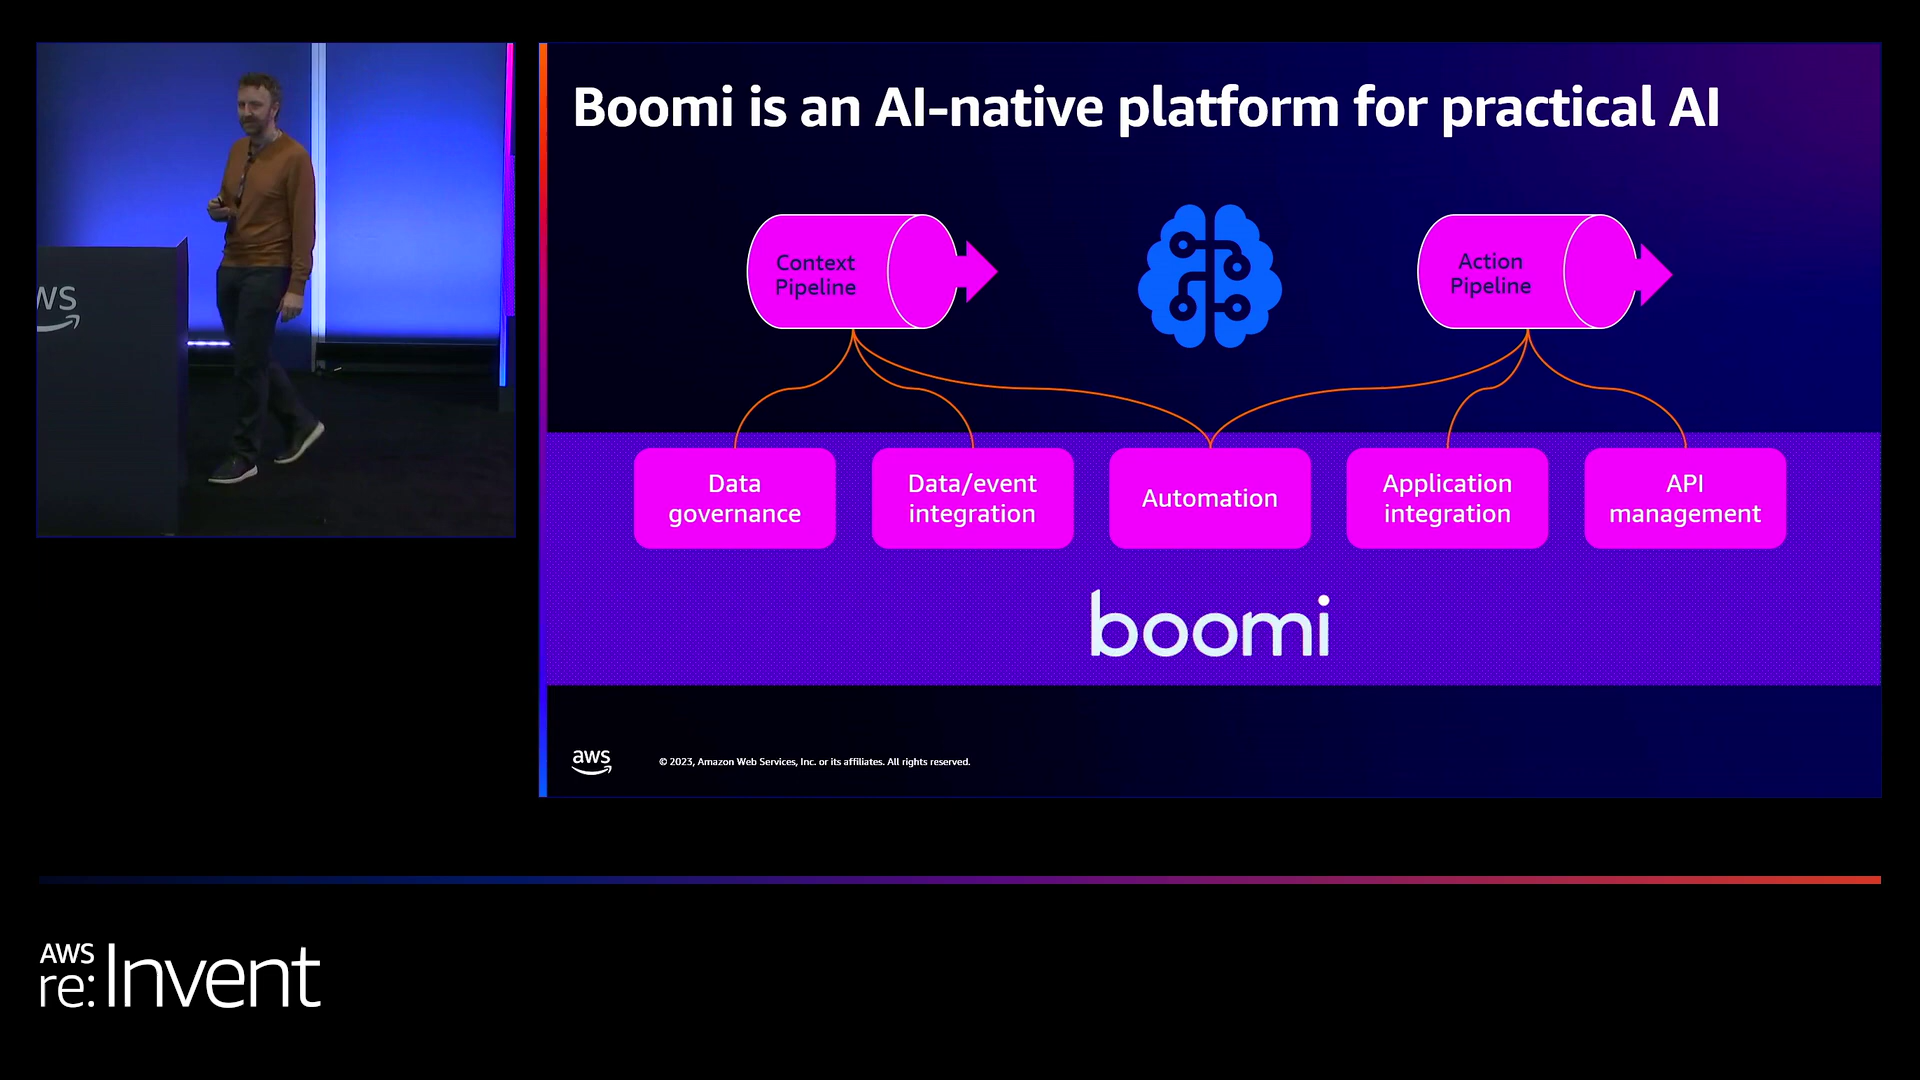 Boomi is an AI-native platform for practical AI
Context
Pipeline
Action
Pipeline
Data
governance
Data/event
integration
Automation
Application
integration
API
management
boomi
aws
© 2023, Amazon Web Services, Inc. or its affiliates. All rights reserved.
ws
AWS
re:Invent